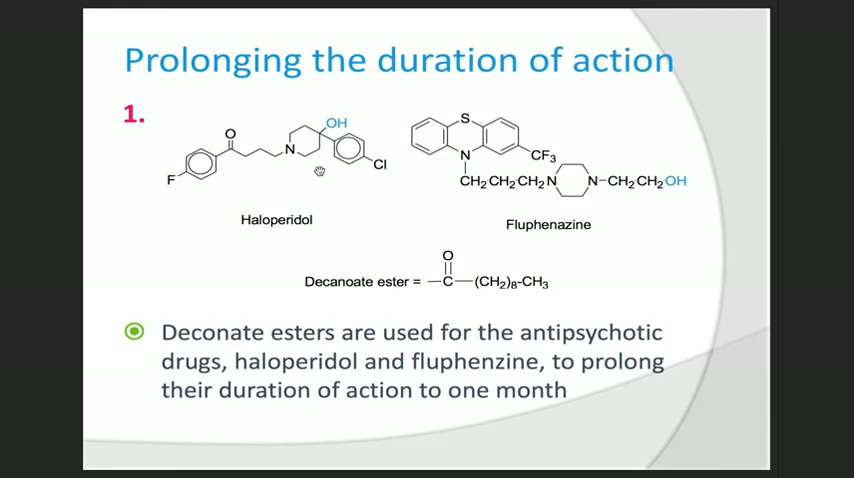 Prolonging the duration of action
1.
OH
O
N
F
Cl
Haloperidol
S
N
CF3
CH2CH2CH2N N-CH2CH2OH
Fluphenazine
O
Decanoate ester = —C—(CH2)8-CH3
Deconate esters are used for the antipsychotic
drugs, haloperidol and fluphenzine, to prolong
their duration of action to one month